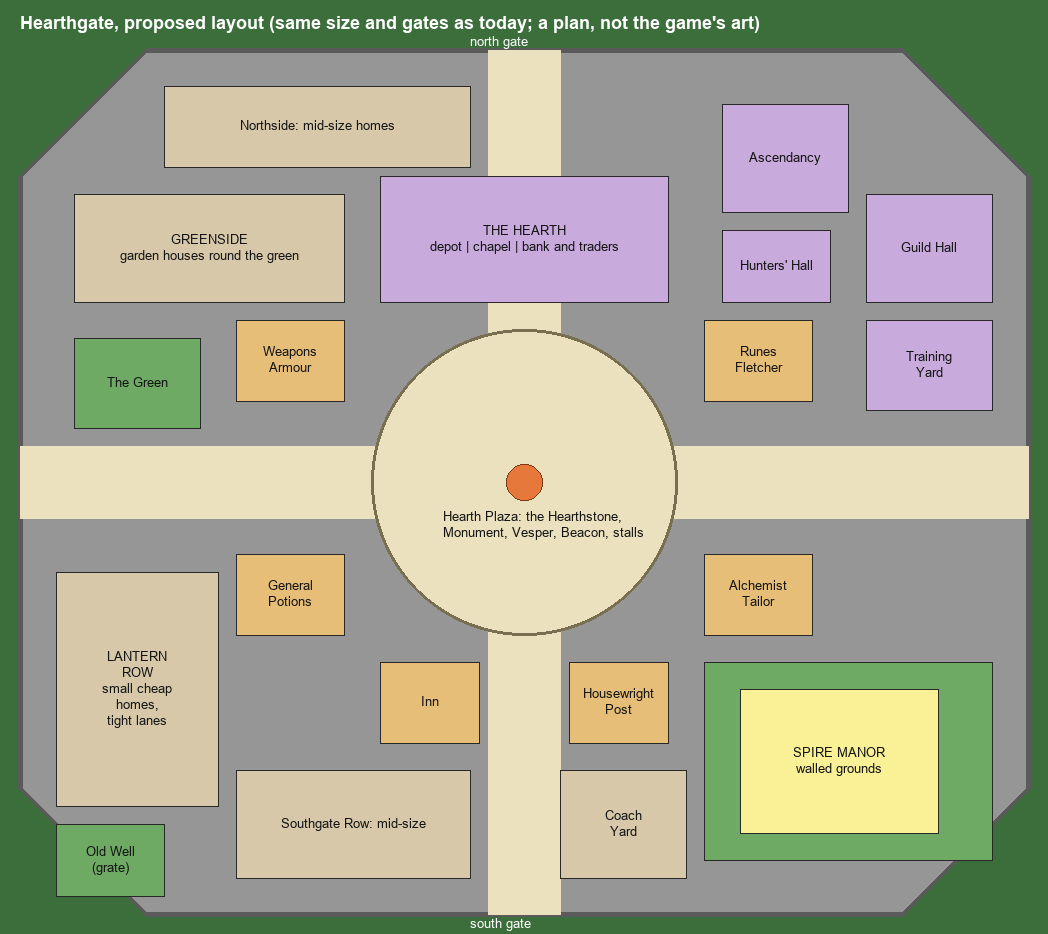 Hearthgate, proposed layout (same size and gates as today; a plan, not the game's art)
north gate
Northside: mid-size homes
Ascendancy
GREENSIDE
garden houses round the green
THE HEARTH
depot | chapel | bank and traders
Hunters' Hall
Guild Hall
The Green
Weapons
Armour
Runes
Fletcher
Training
Yard
Hearth Plaza: the Hearthstone,
Monument, Vesper, Beacon, stalls
General
Potions
Alchemist
Tailor
LANTERN
ROW
small cheap
homes,
tight lanes
Inn
Housewright
Post
SPIRE MANOR
walled grounds
Southgate Row: mid-size
Coach
Yard
Old Well
(grate)
south gate